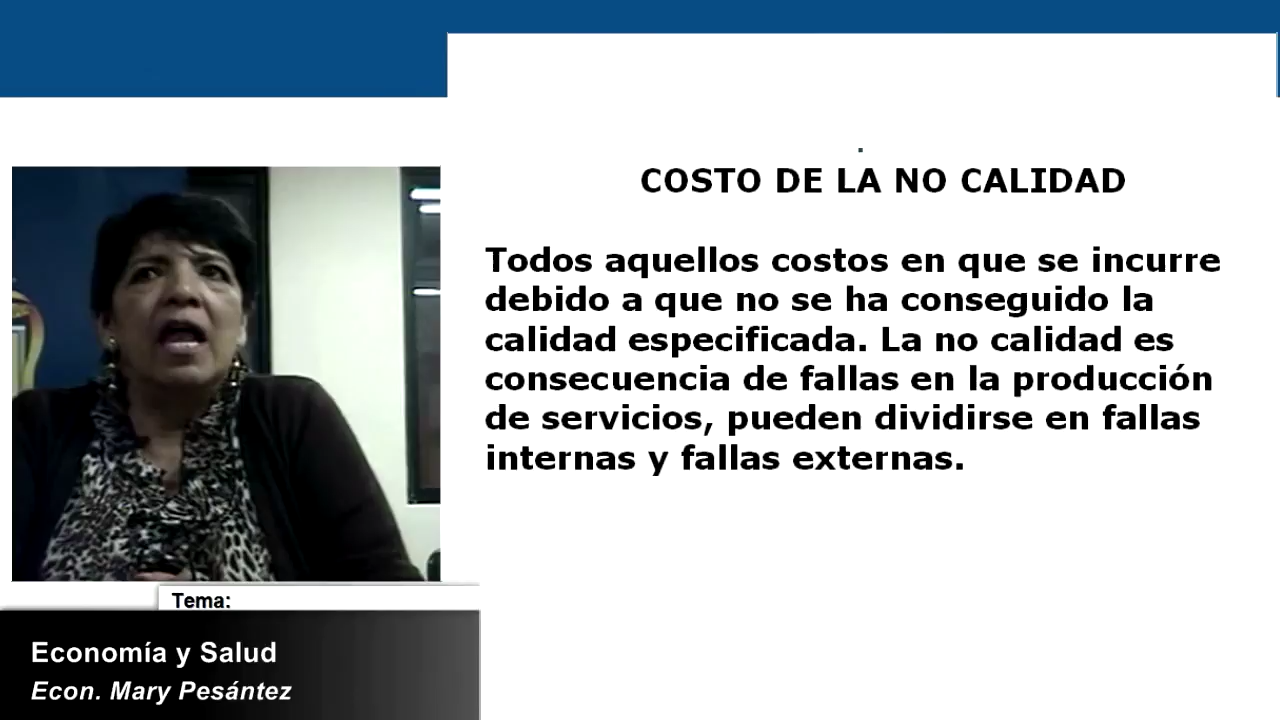 COSTO DE LA NO CALIDAD
Todos aquellos costos en que se incurre
debido a que no se ha conseguido la
calidad especificada. La no calidad es
consecuencia de fallas en la producción
de servicios, pueden dividirse en fallas
internas y fallas externas.
Tema:
Economía y Salud
Econ. Mary Pesántez